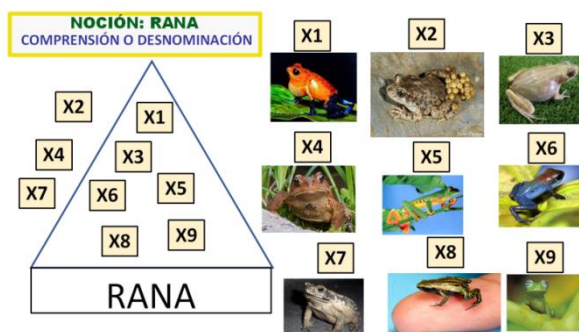 NOCIÓN: RANA
COMPRENSIÓN O DESNOMINACIÓN
X2
X1
X4
X3
X7
X6
X5
X8
X9
RANA
X1
X2
X3
X4
X5
X6
X7
X8
X9